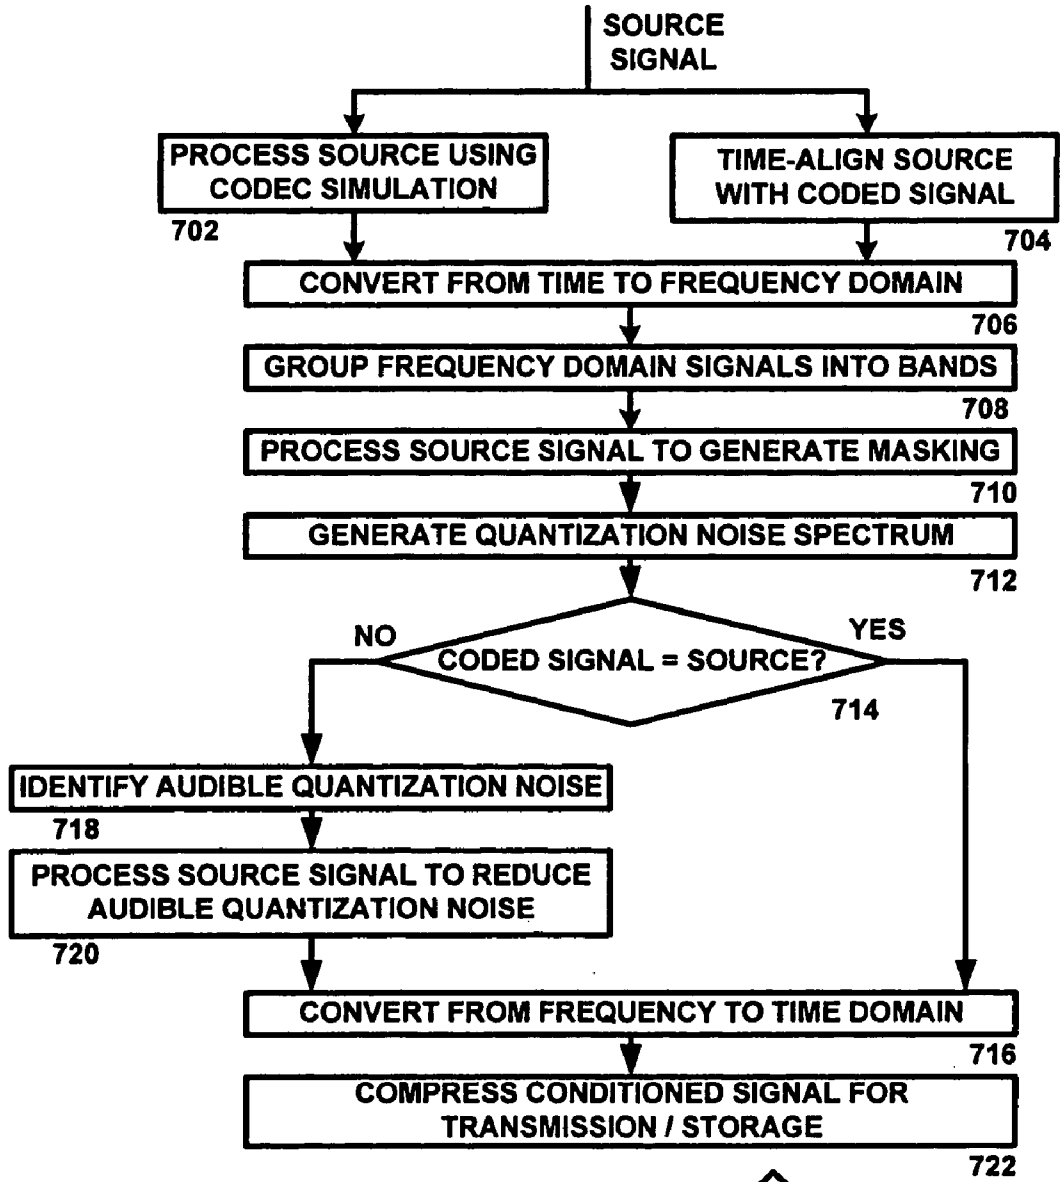 SOURCE
SIGNAL
PROCESS SOURCE USING
CODEC SIMULATION
702
TIME-ALIGN SOURCE
WITH CODED SIGNAL
704
CONVERT FROM TIME TO FREQUENCY DOMAIN
706
GROUP FREQUENCY DOMAIN SIGNALS INTO BANDS
708
PROCESS SOURCE SIGNAL TO GENERATE MASKING
710
GENERATE QUANTIZATION NOISE SPECTRUM
712
NO
YES
CODED SIGNAL = SOURCE?
714
IDENTIFY AUDIBLE QUANTIZATION NOISE
718
PROCESS SOURCE SIGNAL TO REDUCE
AUDIBLE QUANTIZATION NOISE
720
CONVERT FROM FREQUENCY TO TIME DOMAIN
716
COMPRESS CONDITIONED SIGNAL FOR
TRANSMISSION / STORAGE
722